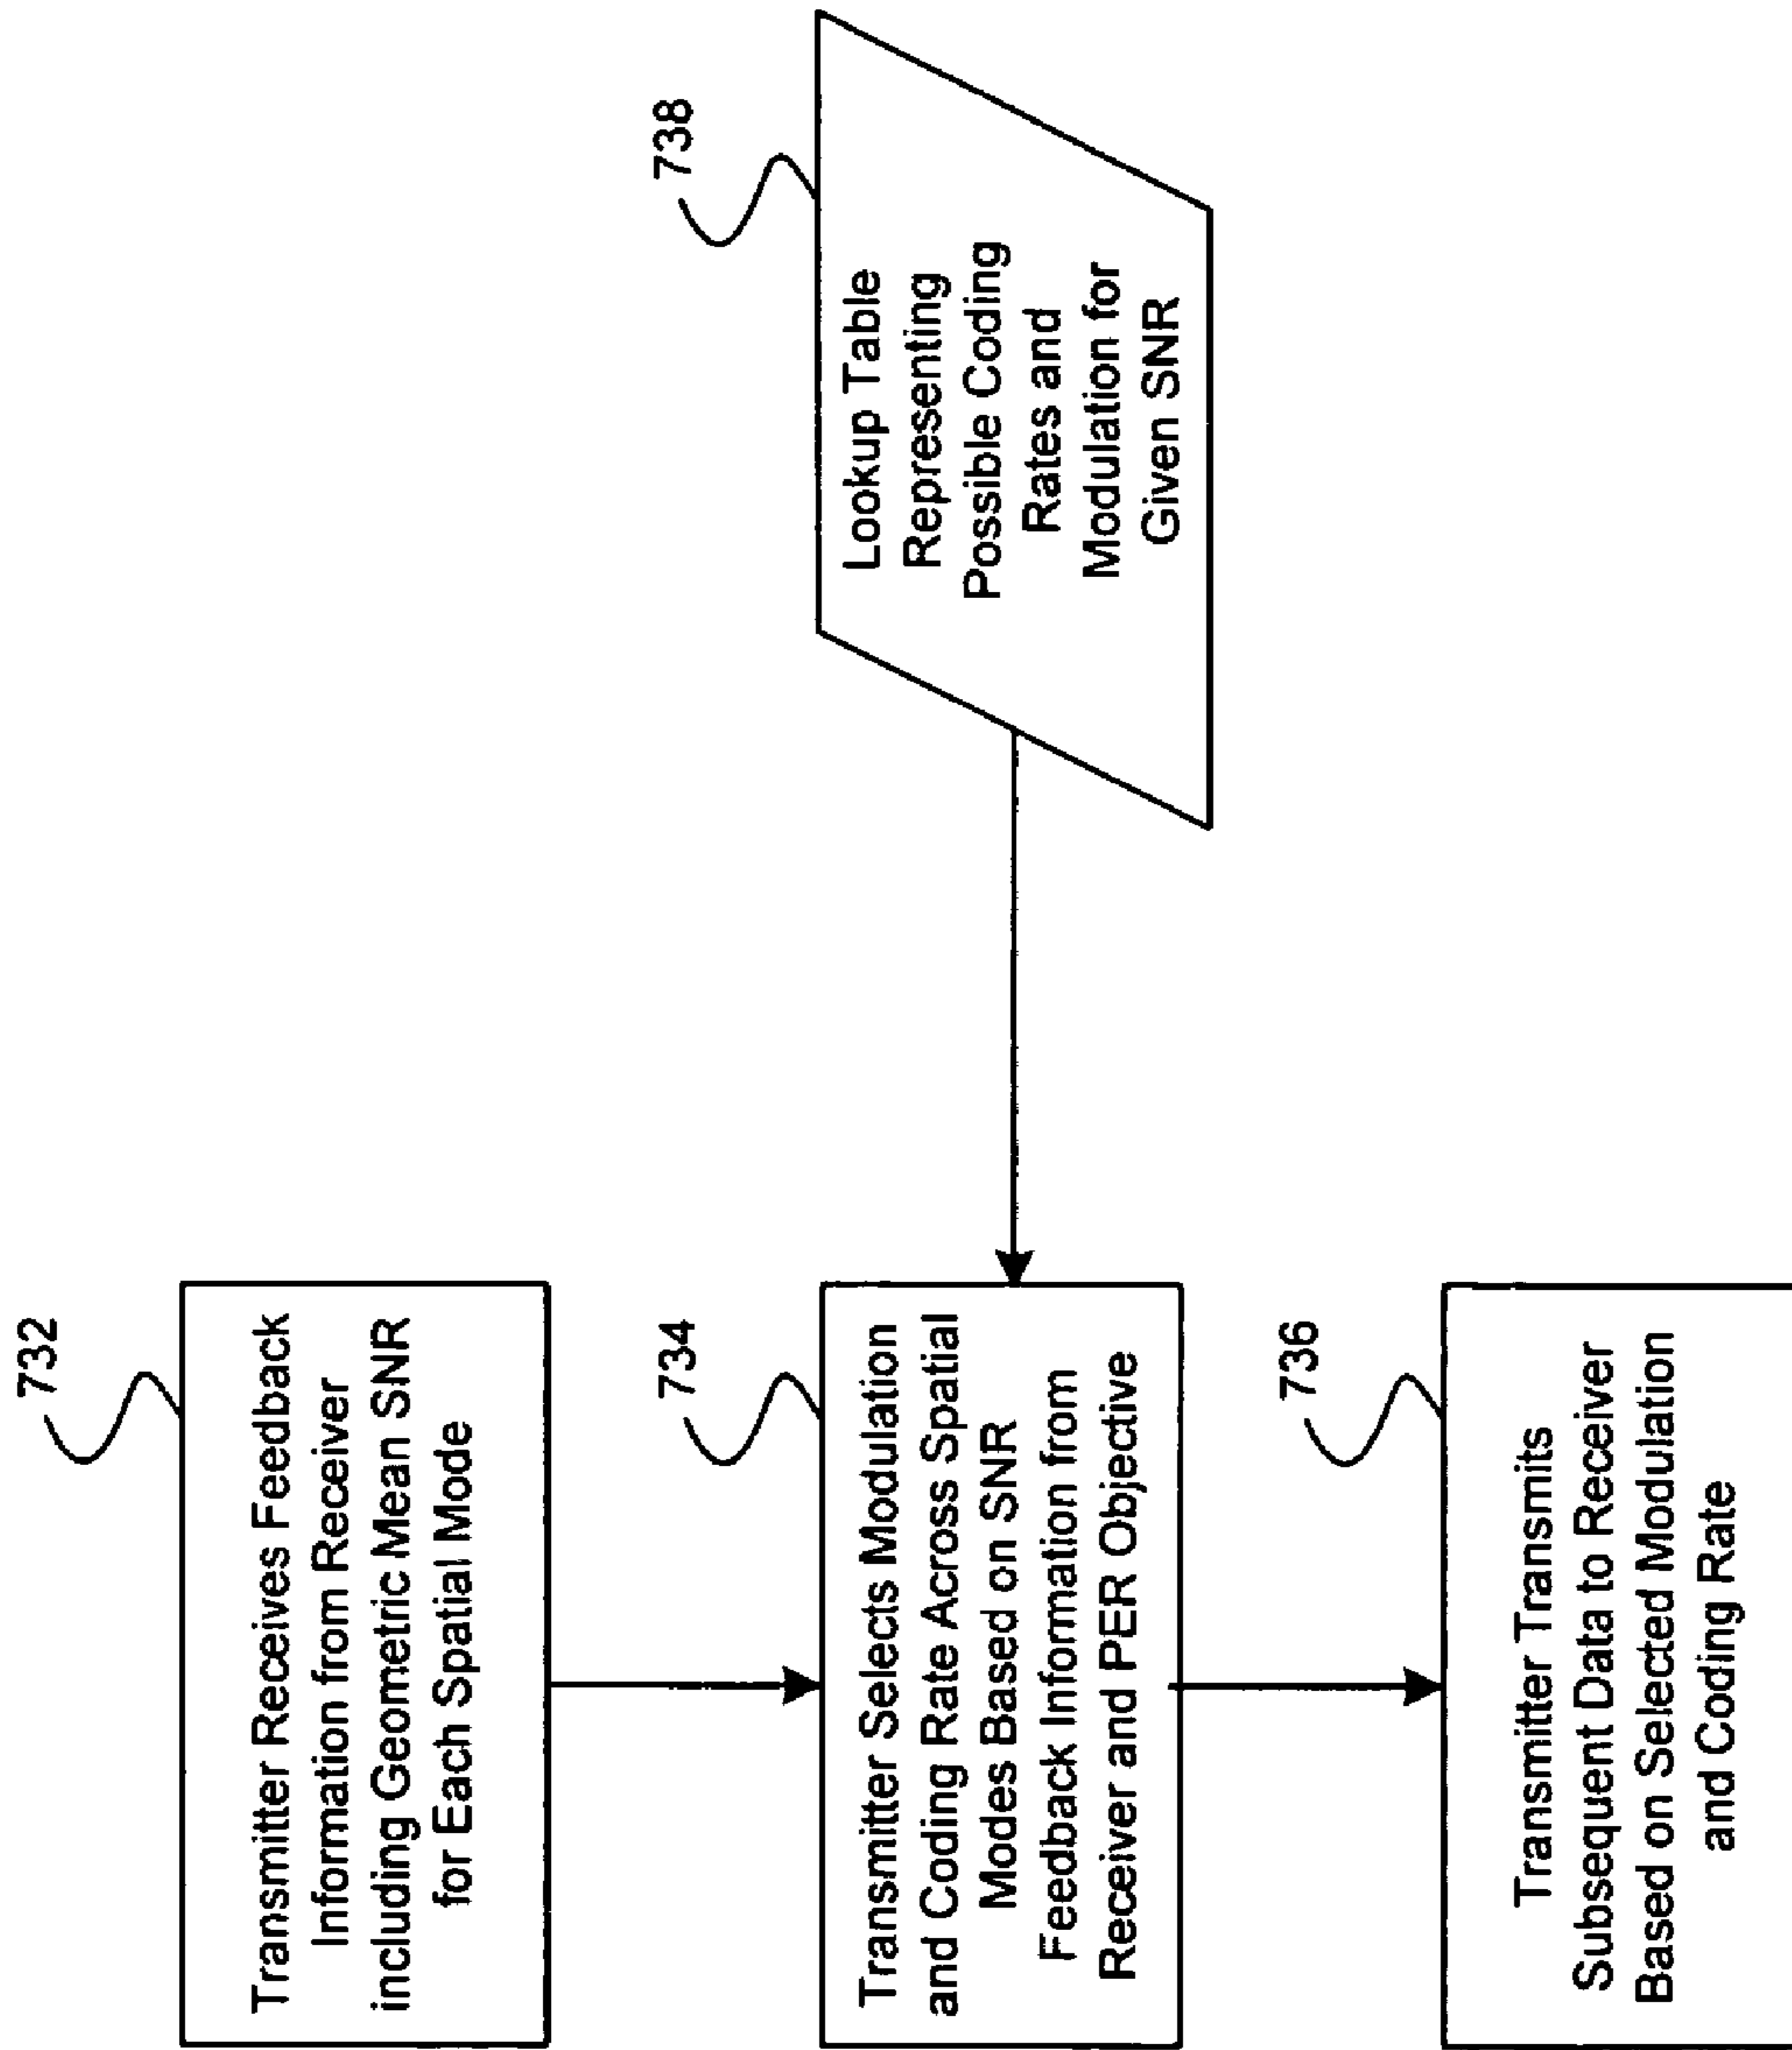 732
Transmitter Receives Feedback
Information from Receiver
including Geometric Mean SNR
for Each Spatial Mode
734
Transmitter Selects Modulation
and Coding Rate Across Spatial
Modes Based on SNR
Feedback Information from
Receiver and PER Objective
738
Lookup Table
Representing
Possible Coding
Rates and
Modulation for
Given SNR
736
Transmitter Transmits
Subsequent Data to Receiver
Based on Selected Modulation
and Coding Rate